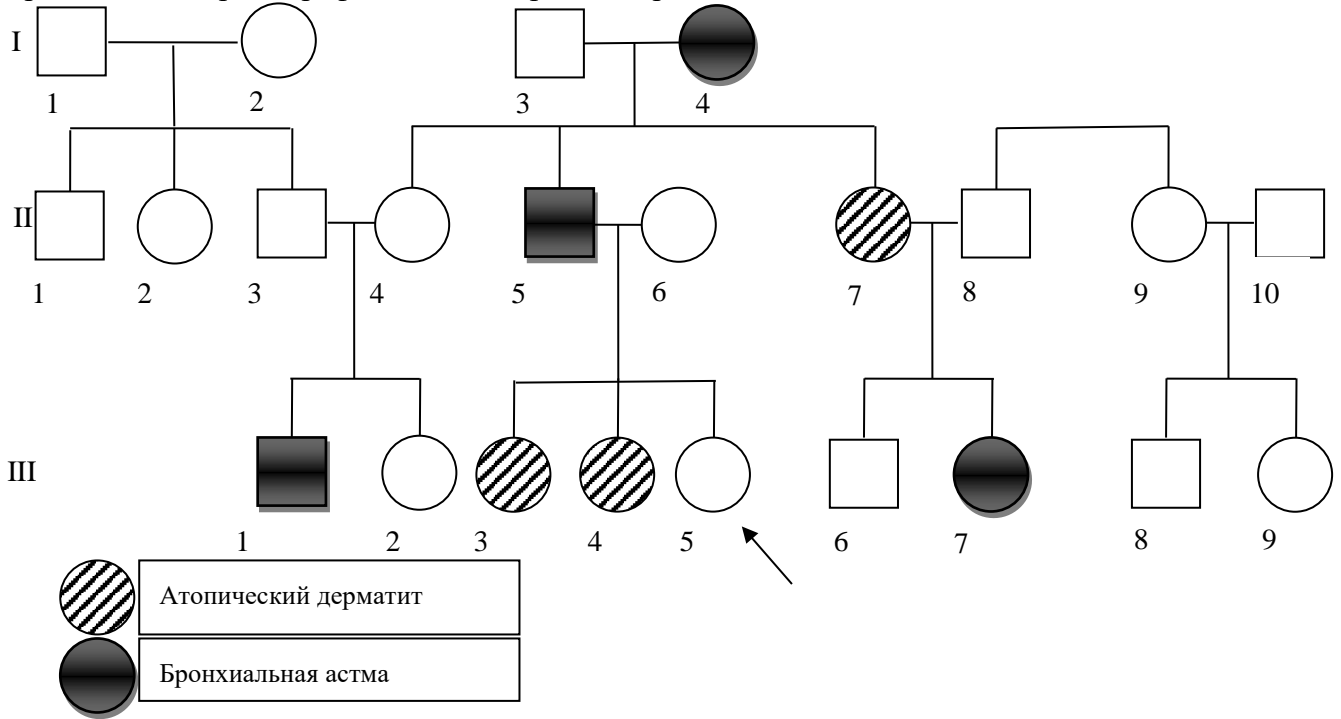 I
1 2 3 4
II
1 2 3 4 5 6 7 8 9 10
III
1 2 3 4 5 6 7 8 9
Атопический дерматит
Бронхиальная астма